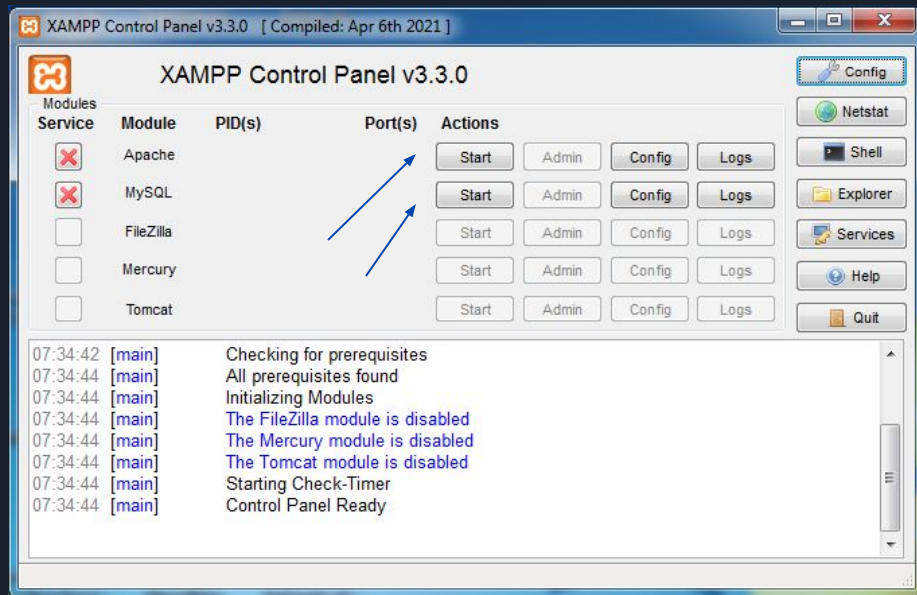 XAMPP Control Panel v3.3.0 [ Compiled: Apr 6th 2021 ]
XAMPP Control Panel v3.3.0
Config
Modules
Service Module PID(s) Port(s) Actions
Netstat
Apache Start Admin Config Logs
Shell
MySQL Start Admin Config Logs
Explorer
FileZilla Start Admin Config Logs
Services
Mercury Start Admin Config Logs
Help
Tomcat Start Admin Config Logs
Quit
07:34:42 [main] Checking for prerequisites
07:34:44 [main] All prerequisites found
07:34:44 [main] Initializing Modules
07:34:44 [main] The FileZilla module is disabled
07:34:44 [main] The Mercury module is disabled
07:34:44 [main] The Tomcat module is disabled
07:34:44 [main] Starting Check-Timer
07:34:44 [main] Control Panel Ready